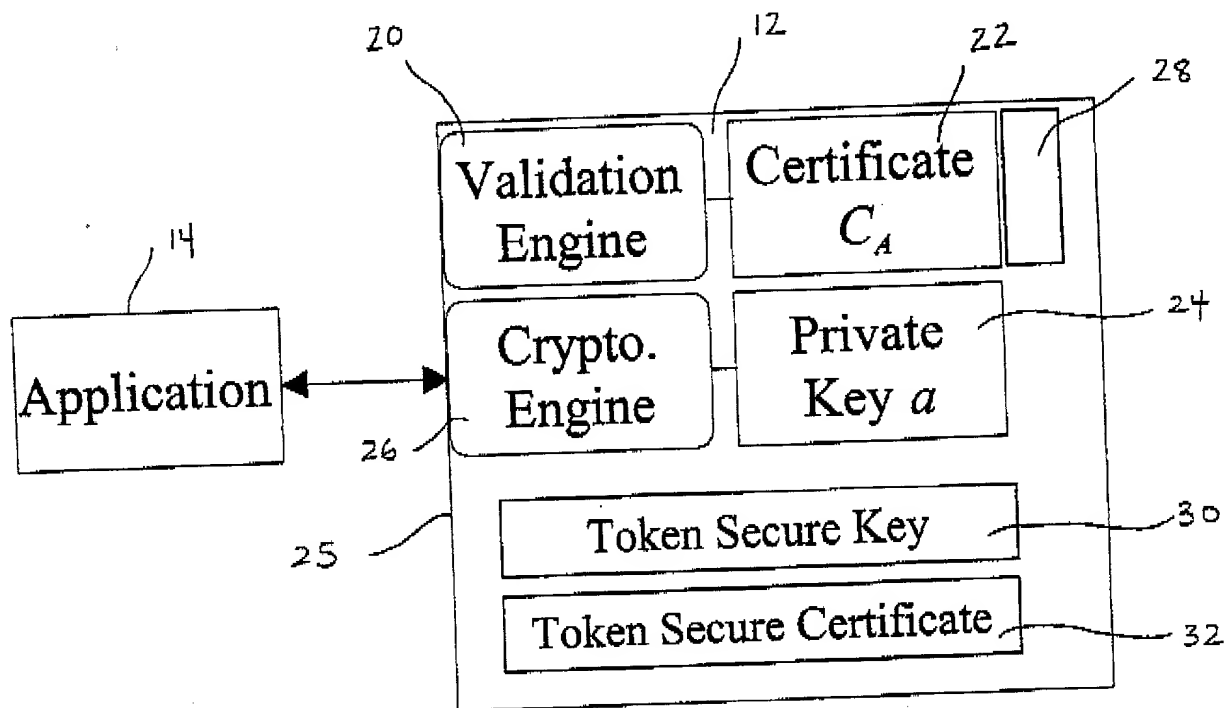 20
12
22
28
Validation
Engine
Certificate
C_A
14
24
Application
Crypto.
Engine
26
Private
Key a
25
Token Secure Key
30
Token Secure Certificate
32